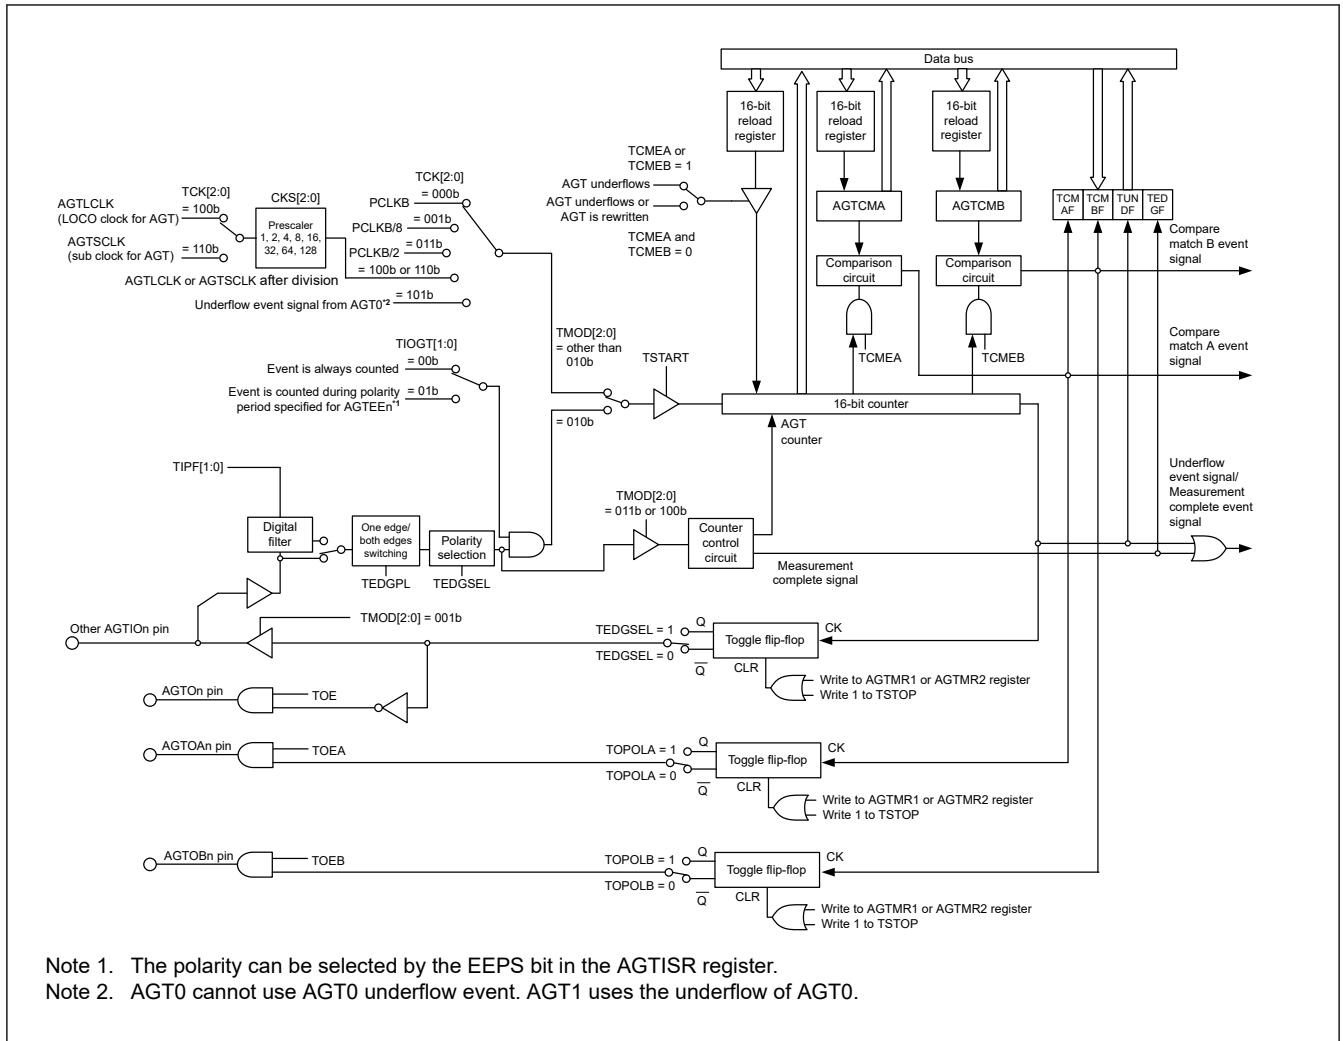 Data bus
16-bit
reload
register
16-bit
reload
register
16-bit
reload
register
TCMEA or
TCMEB = 1
AGT underflows
AGT underflows or
AGT is rewritten
TCMEA and
TCMEB = 0
AGTCMA
AGTCMB
TCM
AF
TCM
BF
TUN
DF
TED
GF
Comparison
circuit
Comparison
circuit
Compare
match B event
signal
TCMEA
TCMEB
Compare
match A event
signal
TCK[2:0]
AGTLCLK
(LOCO clock for AGT)
= 100b
AGTSCLK
(sub clock for AGT)
= 110b
CKS[2:0]
Prescaler
1, 2, 4, 8, 16,
32, 64, 128
TCK[2:0]
PCLKB
= 000b
PCLKB/8
= 001b
PCLKB/2
= 011b
= 100b or 110b
AGTLCLK or AGTSCLK after division
Underflow event signal from AGT0*2
= 101b
TIOGT[1:0]
Event is always counted
= 00b
Event is counted during polarity
period specified for AGTEEn*1
= 01b
TMOD[2:0]
= other than
010b
= 010b
TSTART
16-bit counter
AGT
counter
TIPF[1:0]
Digital
filter
One edge/
both edges
switching
Polarity
selection
TEDGPL
TEDGSEL
TMOD[2:0]
= 011b or 100b
Counter
control
circuit
Measurement
complete signal
Underflow
event signal/
Measurement
complete event
signal
Other AGTIOn pin
TMOD[2:0] = 001b
TEDGSEL = 1
TEDGSEL = 0
Q
Q
Toggle flip-flop
CK
CLR
Write to AGTMR1 or AGTMR2 register
Write 1 to TSTOP
AGTOn pin
TOE
AGTOAn pin
TOEA
TOPOLA = 1
TOPOLA = 0
Q
Q
Toggle flip-flop
CK
CLR
Write to AGTMR1 or AGTMR2 register
Write 1 to TSTOP
AGTOBn pin
TOEB
TOPOLB = 1
TOPOLB = 0
Q
Q
Toggle flip-flop
CK
CLR
Write to AGTMR1 or AGTMR2 register
Write 1 to TSTOP
Note 1. The polarity can be selected by the EEPS bit in the AGTISR register.
Note 2. AGT0 cannot use AGT0 underflow event. AGT1 uses the underflow of AGT0.